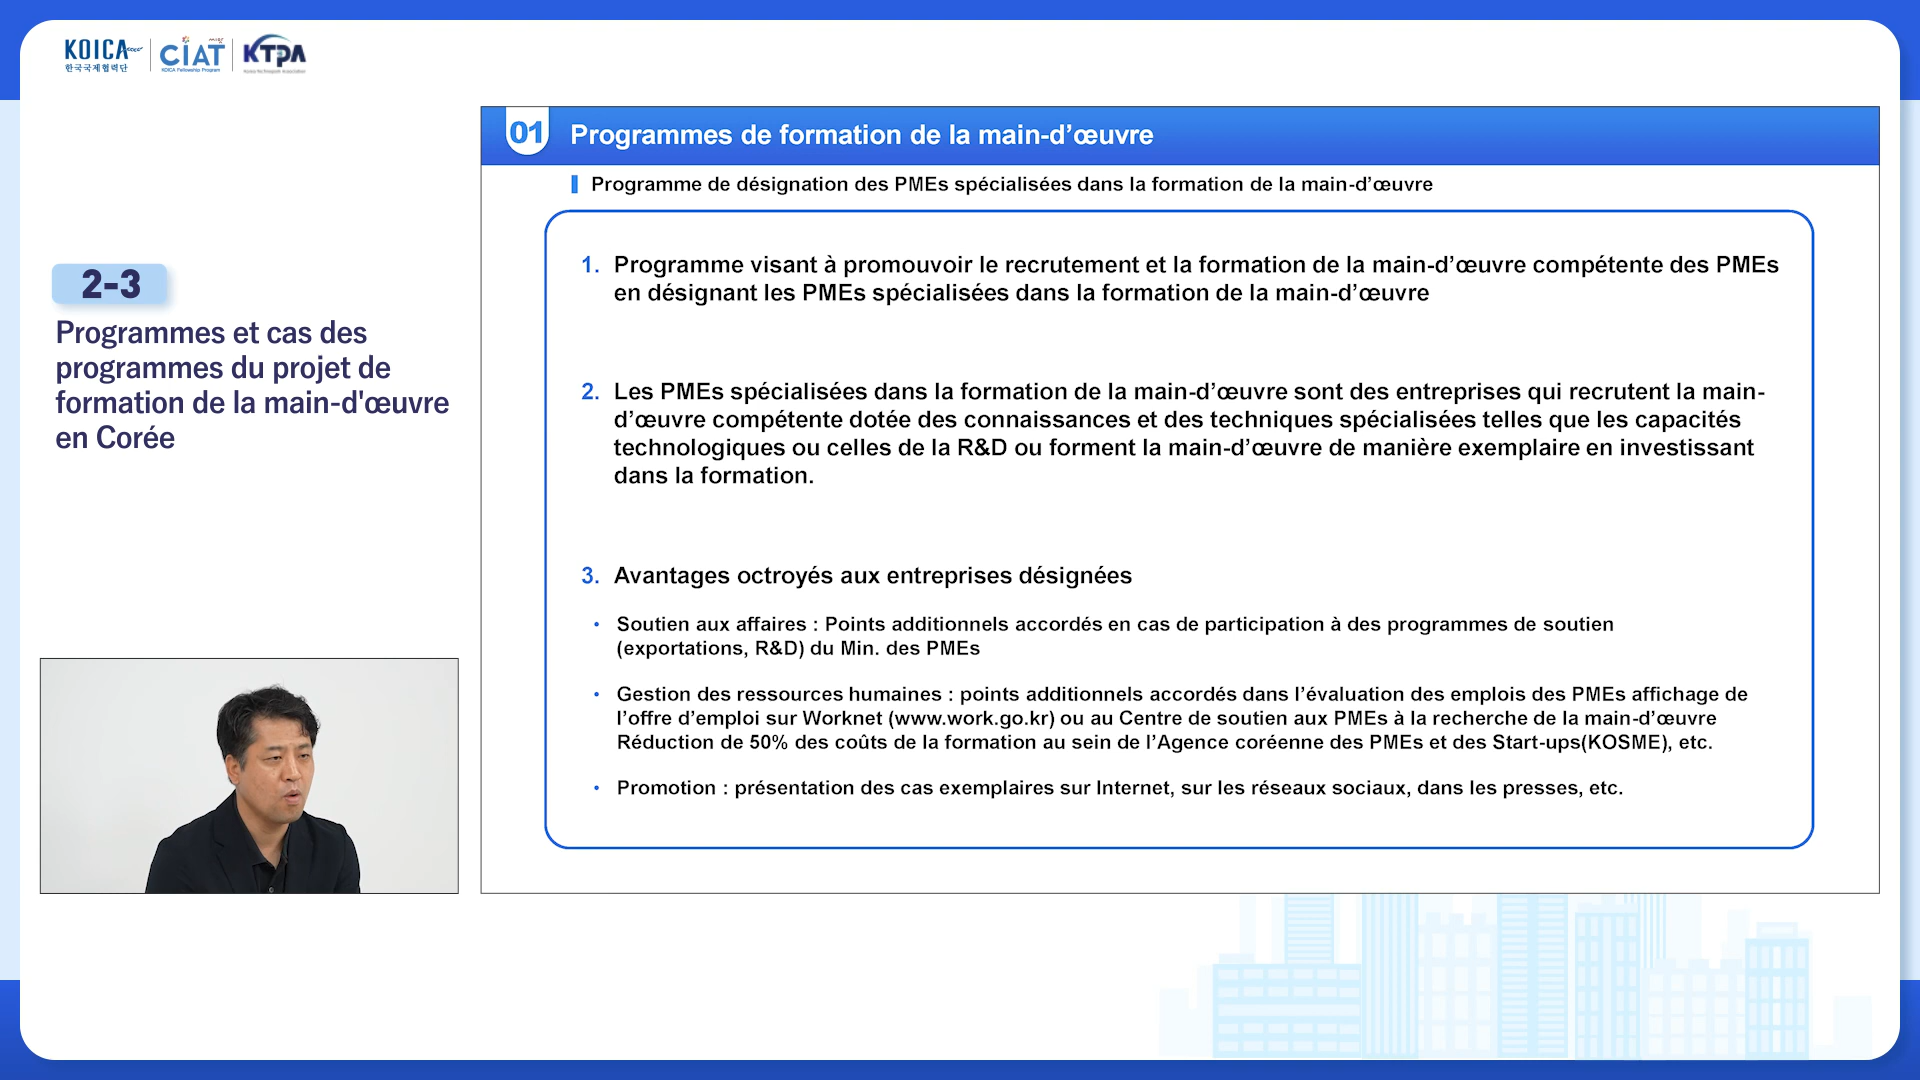 KOICA
한국국제협력단
CIAT
KOICA Fellowship Program
KTPA
2-3
Programmes et cas des
programmes du projet de
formation de la main-d'œuvre
en Corée
01
Programmes de formation de la main-d’œuvre
Programme de désignation des PMEs spécialisées dans la formation de la main-d’œuvre
1. Programme visant à promouvoir le recrutement et la formation de la main-d’œuvre compétente des PMEs
en désignant les PMEs spécialisées dans la formation de la main-d’œuvre
2. Les PMEs spécialisées dans la formation de la main-d’œuvre sont des entreprises qui recrutent la main-
d’œuvre compétente dotée des connaissances et des techniques spécialisées telles que les capacités
technologiques ou celles de la R&D ou forment la main-d’œuvre de manière exemplaire en investissant
dans la formation.
3. Avantages octroyés aux entreprises désignées
• Soutien aux affaires : Points additionnels accordés en cas de participation à des programmes de soutien
(exportations, R&D) du Min. des PMEs
• Gestion des ressources humaines : points additionnels accordés dans l’évaluation des emplois des PMEs affichage de
l’offre d’emploi sur Worknet (www.work.go.kr) ou au Centre de soutien aux PMEs à la recherche de la main-d’œuvre
Réduction de 50% des coûts de la formation au sein de l’Agence coréenne des PMEs et des Start-ups(KOSME), etc.
• Promotion : présentation des cas exemplaires sur Internet, sur les réseaux sociaux, dans les presses, etc.